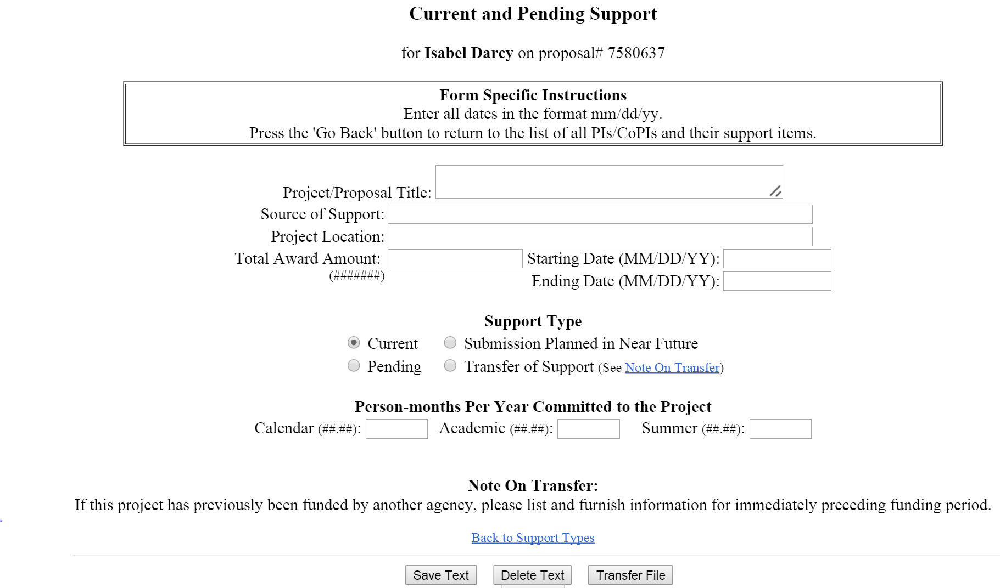 Current and Pending Support
for Isabel Darcy on proposal# 7580637
Form Specific Instructions
Enter all dates in the format mm/dd/yy.
Press the 'Go Back' button to return to the list of all PIs/CoPIs and their support items.
Project/Proposal Title:
Source of Support:
Project Location:
Total Award Amount: Starting Date (MM/DD/YY):
(#######)
Ending Date (MM/DD/YY):
Support Type
Current Submission Planned in Near Future
Pending Transfer of Support (See Note On Transfer)
Person-months Per Year Committed to the Project
Calendar (##.##): Academic (##.##): Summer (##.##):
Note On Transfer:
If this project has previously been funded by another agency, please list and furnish information for immediately preceding funding period.
Back to Support Types
Save Text Delete Text Transfer File